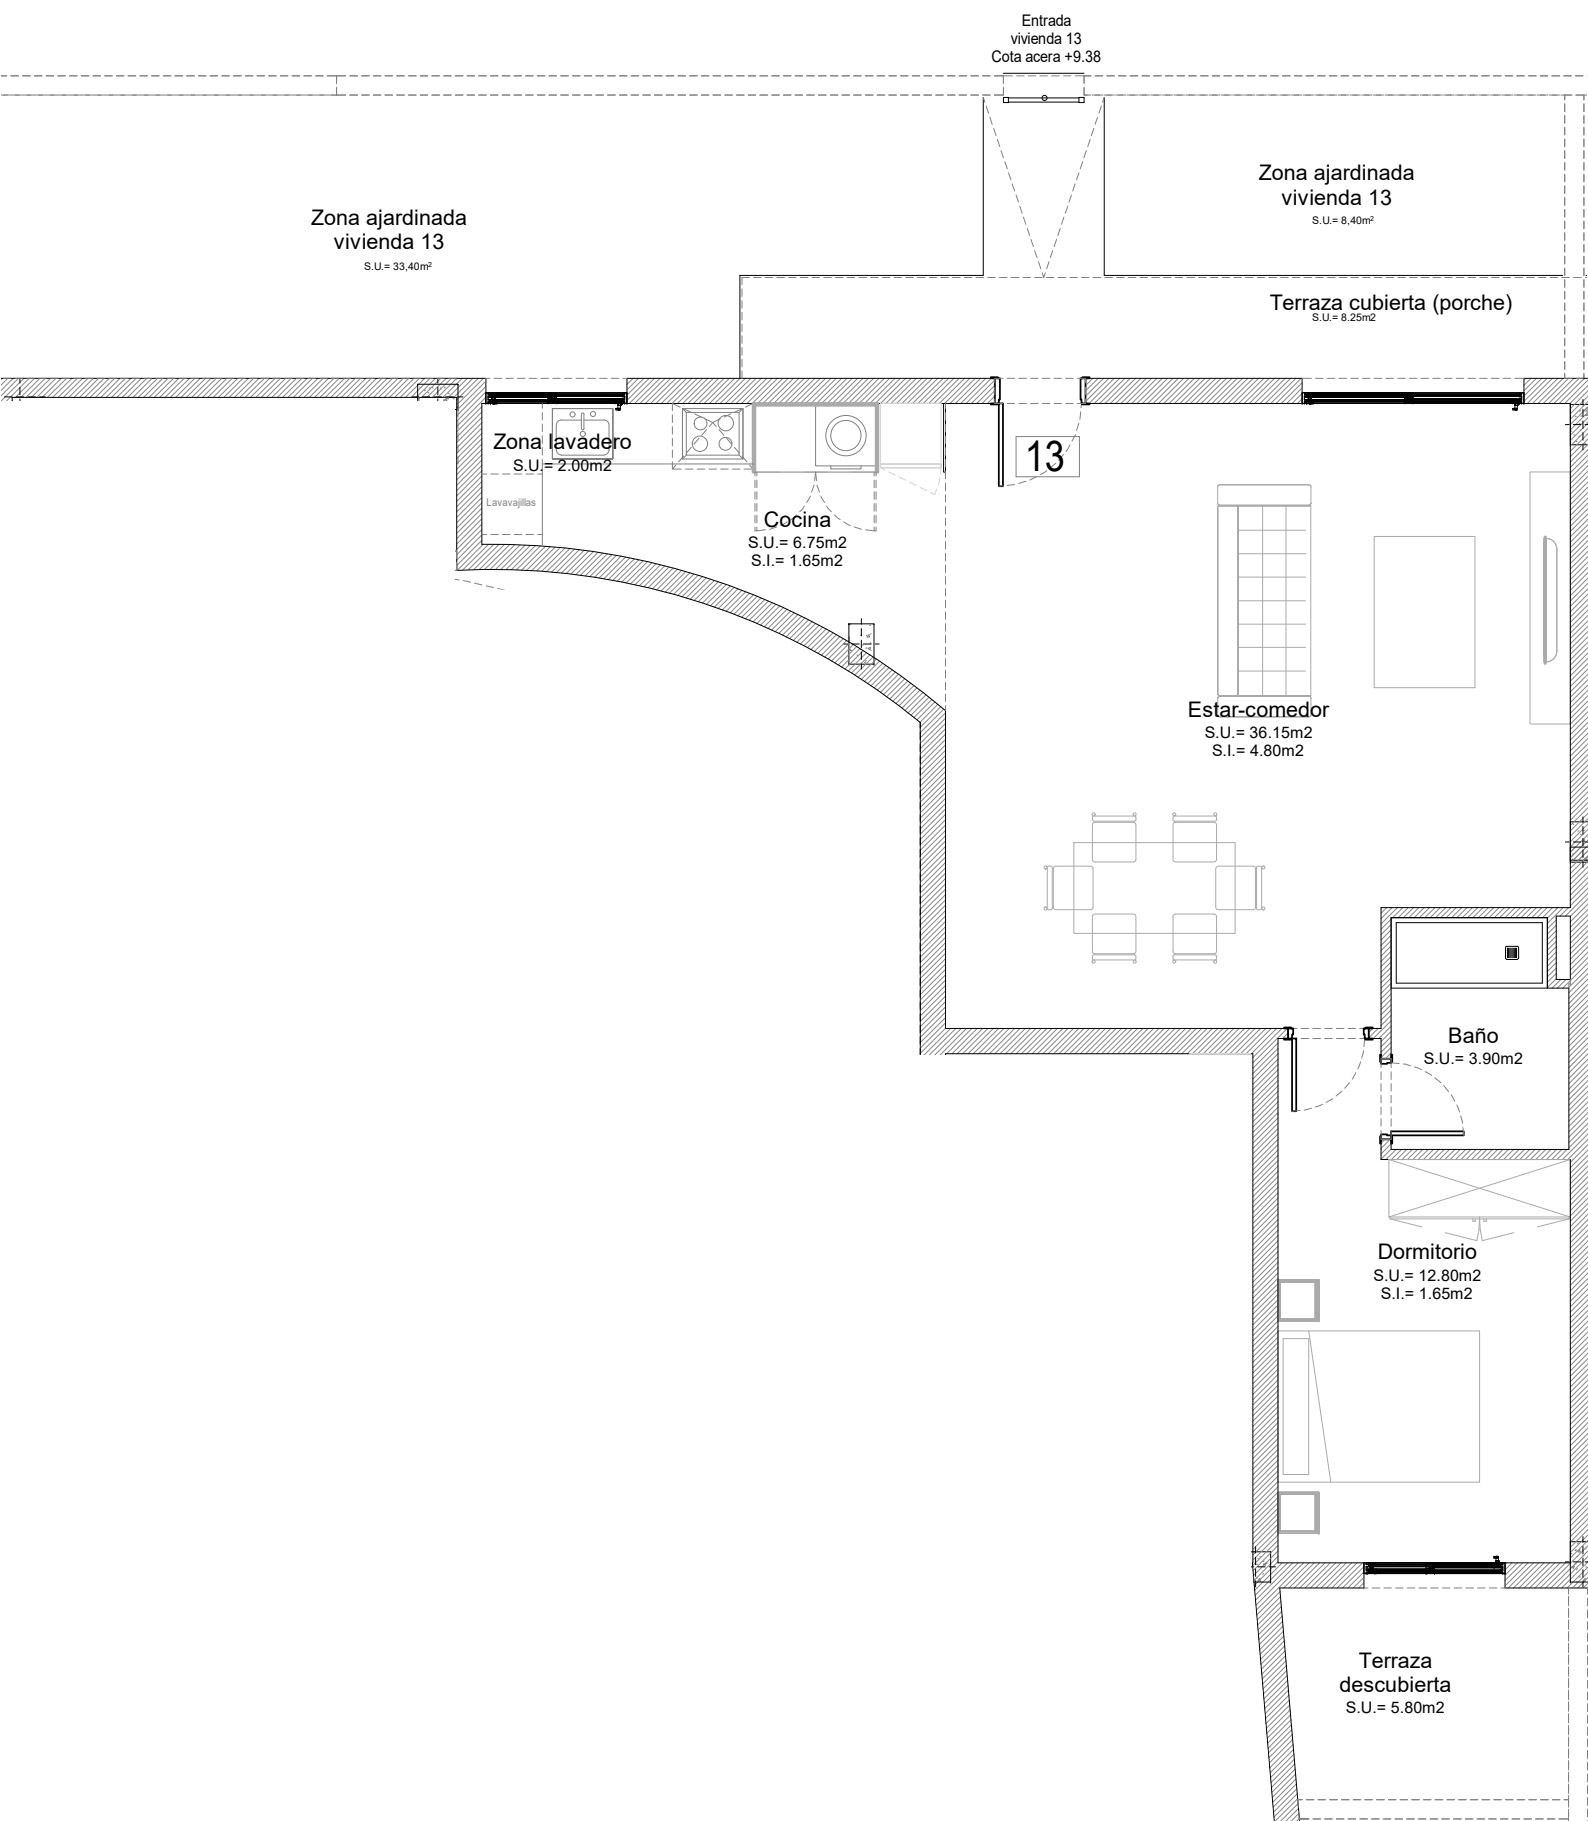 Entrada
vivienda 13
Cota acera +9.38
Zona ajardinada
vivienda 13
S.U.= 8,40m²
Zona ajardinada
vivienda 13
S.U.= 33,40m²
Terraza cubierta (porche)
S.U.= 8.25m2
Zona lavadero
S.U.= 2.00m2
13
Lavavajillas
Cocina
S.U.= 6.75m2
S.I.= 1.65m2
Estar-comedor
S.U.= 36.15m2
S.I.= 4.80m2
Baño
S.U.= 3.90m2
Dormitorio
S.U.= 12.80m2
S.I.= 1.65m2
Terraza
descubierta
S.U.= 5.80m2